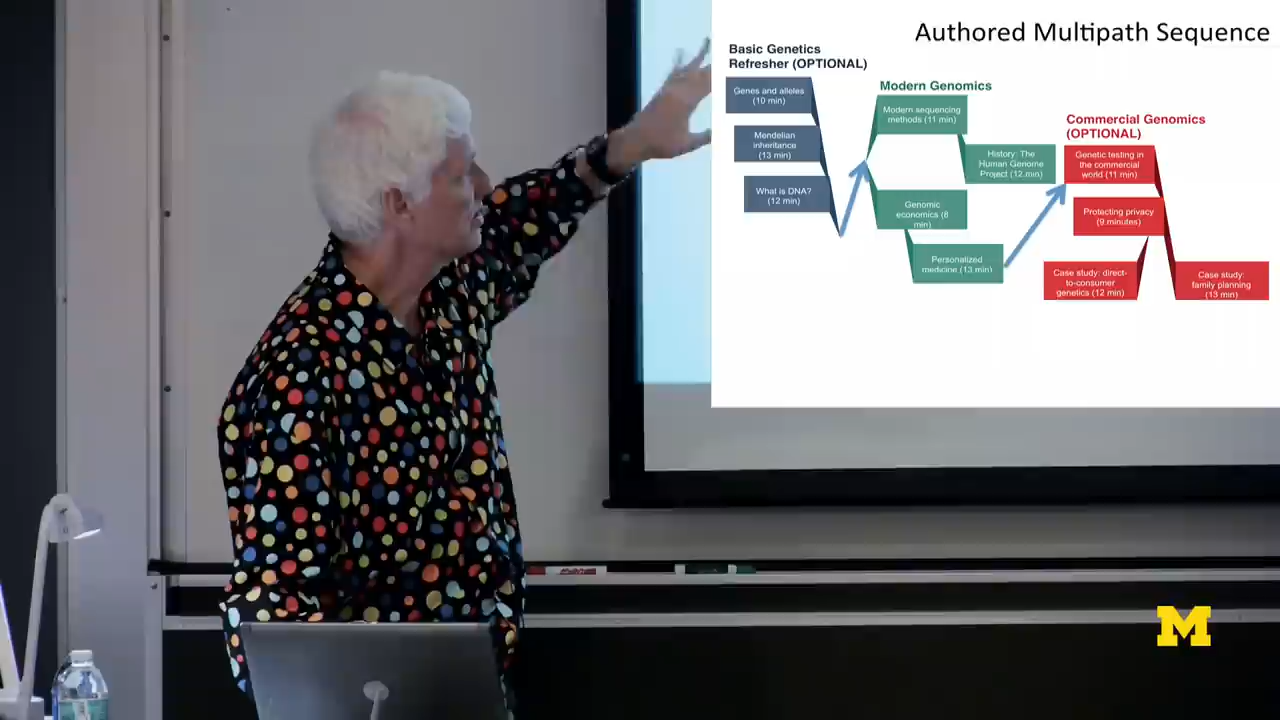 Authored Multipath Sequence
Basic Genetics
Refresher (OPTIONAL)
Genes and alleles
(10 min)
Mendelian
inheritance
(13 min)
What is DNA?
(12 min)
Modern Genomics
Modern sequencing
methods (11 min)
History: The
Human Genome
Project (12 min)
Genomic
economics (8
min)
Personalized
medicine (13 min)
Commercial Genomics
(OPTIONAL)
Genetic testing in
the commercial
world (11 min)
Protecting privacy
(9 minutes)
Case study: direct-
to-consumer
genetics (12 min)
Case study:
family planning
(13 min)
M